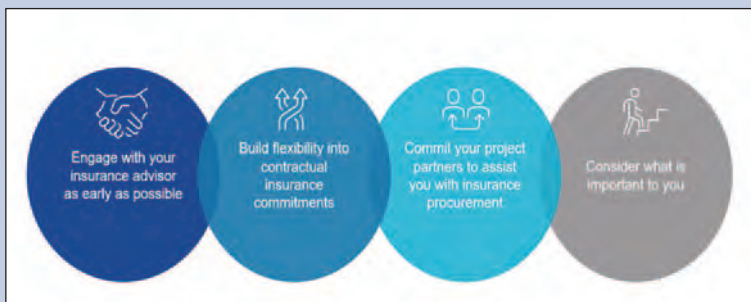 Engage with your
insurance advisor
as early as possible
Build flexibility into
contractual
insurance
commitments
Commit your project
partners to assist
you with insurance
procurement
Consider what is
important to you